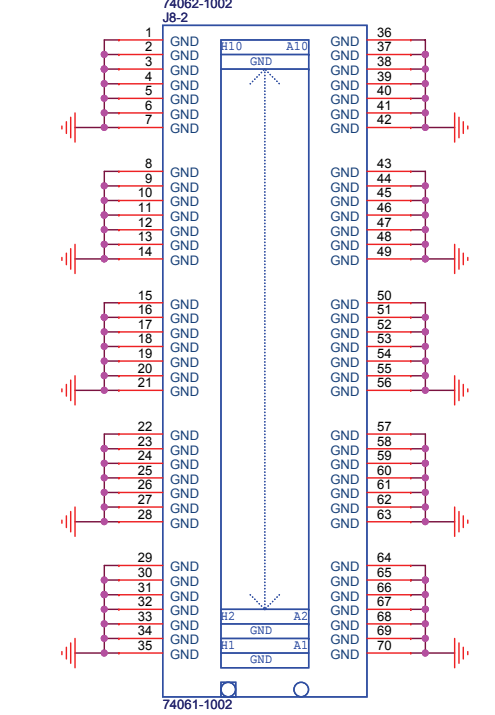 74062-1002
J8-2
1 GND H10 A10 GND 36
2 GND GND GND 37
3 GND GND 38
4 GND GND 39
5 GND GND 40
6 GND GND 41
7 GND GND 42
8 GND GND 43
9 GND GND 44
10 GND GND 45
11 GND GND 46
12 GND GND 47
13 GND GND 48
14 GND GND 49
15 GND GND 50
16 GND GND 51
17 GND GND 52
18 GND GND 53
19 GND GND 54
20 GND GND 55
21 GND GND 56
22 GND GND 57
23 GND GND 58
24 GND GND 59
25 GND GND 60
26 GND GND 61
27 GND GND 62
28 GND GND 63
29 GND GND 64
30 GND GND 65
31 GND GND 66
32 GND GND 67
33 GND H2 A2 GND 68
34 GND GND GND 69
35 GND H1 A1 GND 70
GND
74061-1002